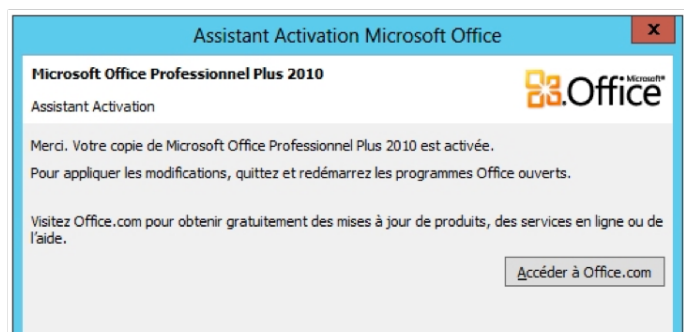 Assistant Activation Microsoft Office
x
Microsoft Office Professionnel Plus 2010
Microsoft®
Office
Assistant Activation
Merci. Votre copie de Microsoft Office Professionnel Plus 2010 est activée.
Pour appliquer les modifications, quittez et redémarrez les programmes Office ouverts.
Visitez Office.com pour obtenir gratuitement des mises à jour de produits, des services en ligne ou de
l'aide.
Accéder à Office.com